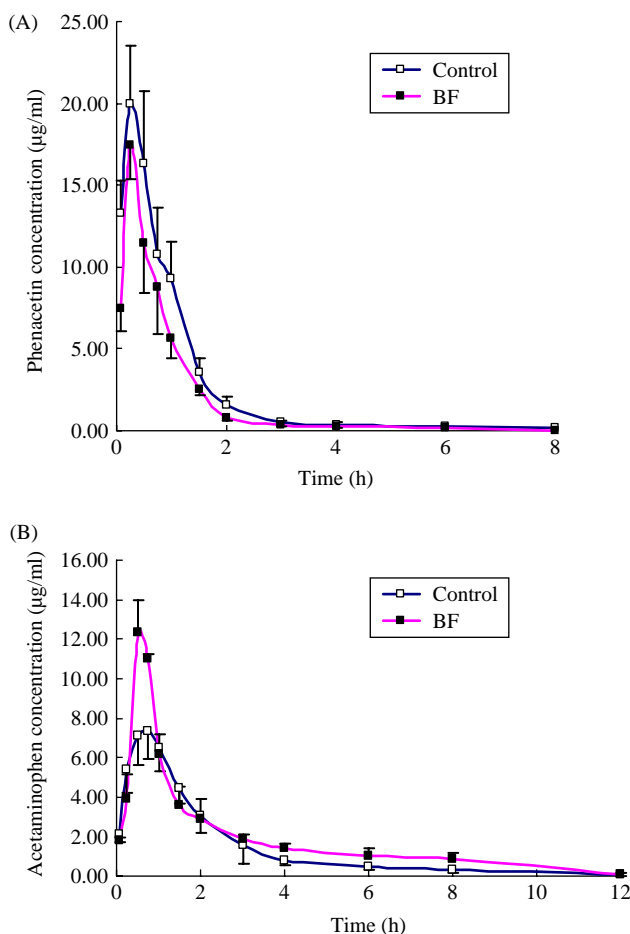 (A)
25.00
20.00
15.00
10.00
5.00
0.00
Phenacetin concentration (µg/ml)
Control
BF
0 2 4 6 8
Time (h)
(B)
16.00
14.00
12.00
10.00
8.00
6.00
4.00
2.00
0.00
Acetaminophen concentration (µg/ml)
Control
BF
0 2 4 6 8 10 12
Time (h)